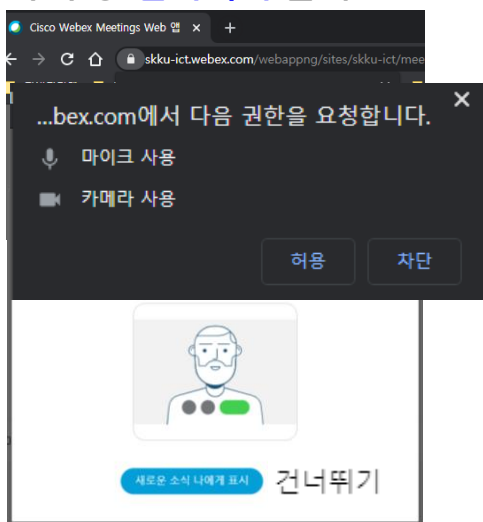 Cisco Webex Meetings Web 앱
skku-ict.webex.com/webappng/sites/skku-ict/mee
...bex.com에서 다음 권한을 요청합니다.
마이크 사용
카메라 사용
허용 차단
새로운 소식 나에게 표시 건너뛰기